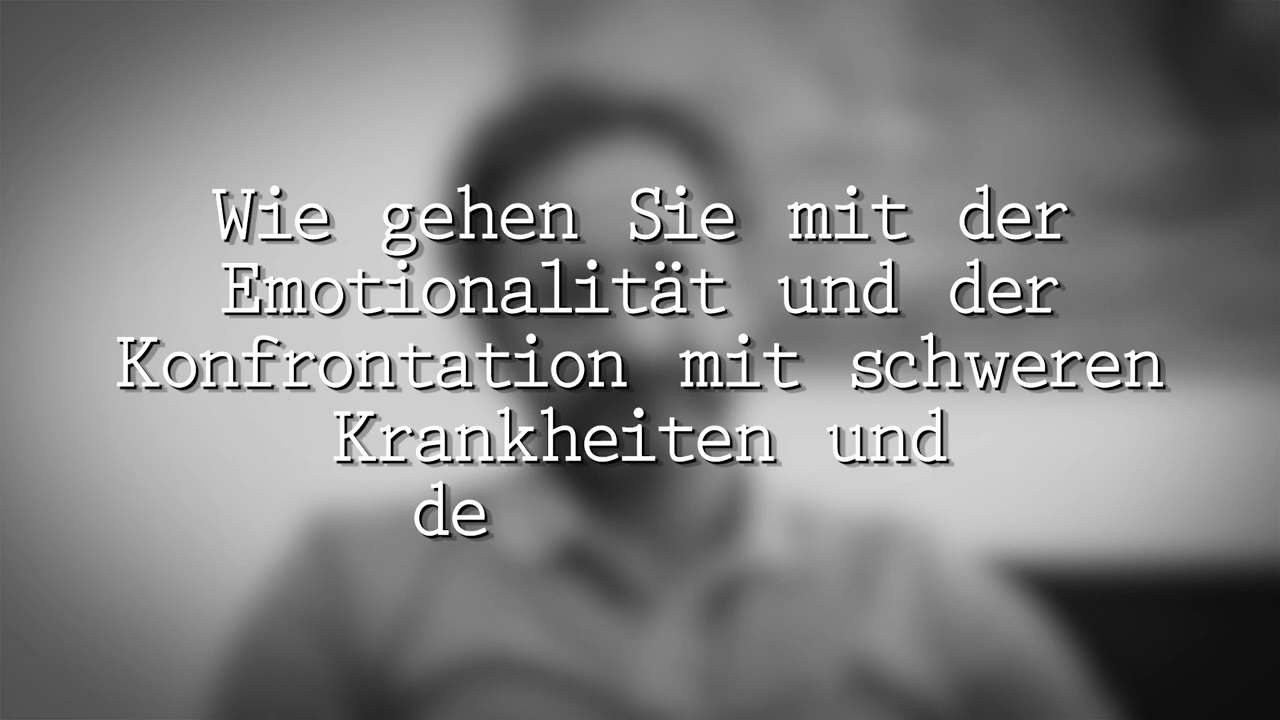 Wie gehen Sie mit der
Emotionalität und der
Konfrontation mit schweren
Krankheiten und
de